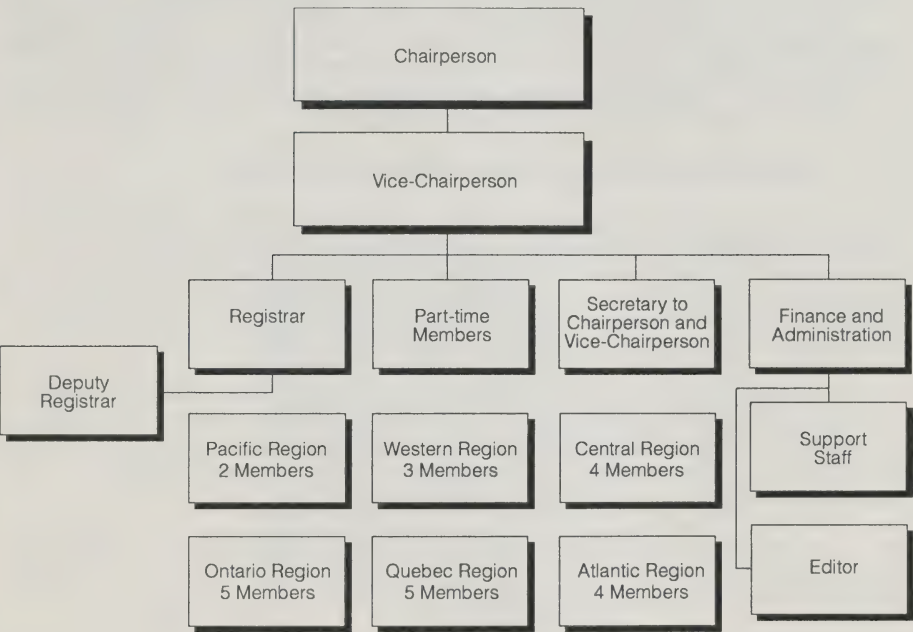 Chairperson
Vice-Chairperson
Registrar
Part-time
Members
Secretary to
Chairperson and
Vice-Chairperson
Finance and
Administration
Deputy
Registrar
Pacific Region
2 Members
Western Region
3 Members
Central Region
4 Members
Support
Staff
Ontario Region
5 Members
Quebec Region
5 Members
Atlantic Region
4 Members
Editor